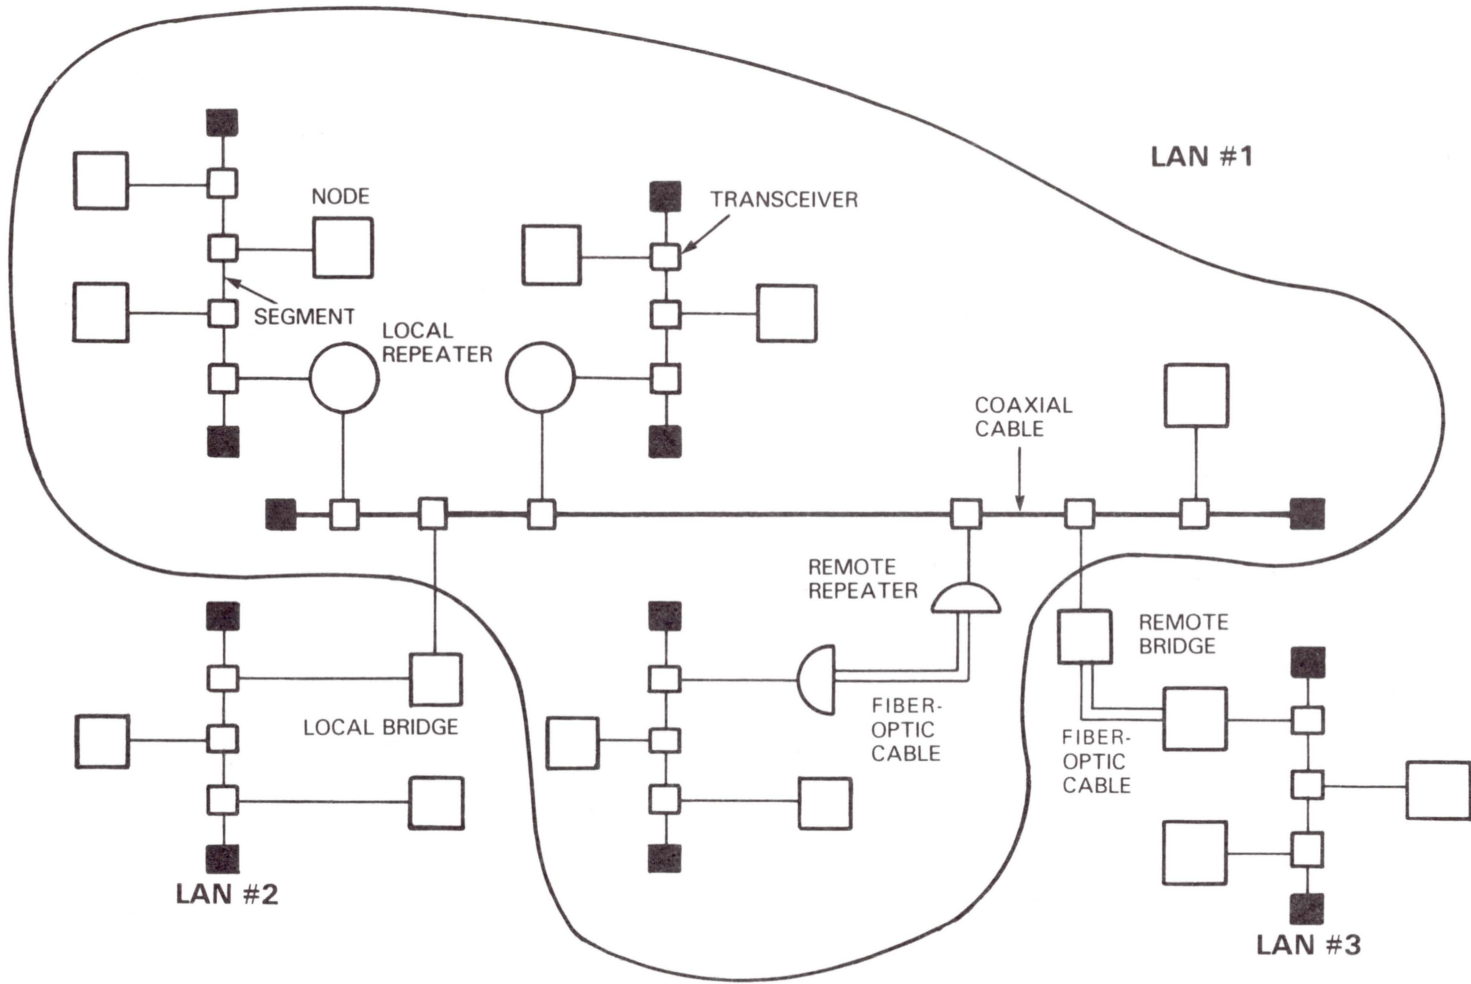 LAN #1
NODE
TRANSCEIVER
SEGMENT
LOCAL
REPEATER
COAXIAL
CABLE
REMOTE
REPEATER
REMOTE
BRIDGE
LOCAL BRIDGE
FIBER-
OPTIC
CABLE
FIBER-
OPTIC
CABLE
LAN #2
LAN #3